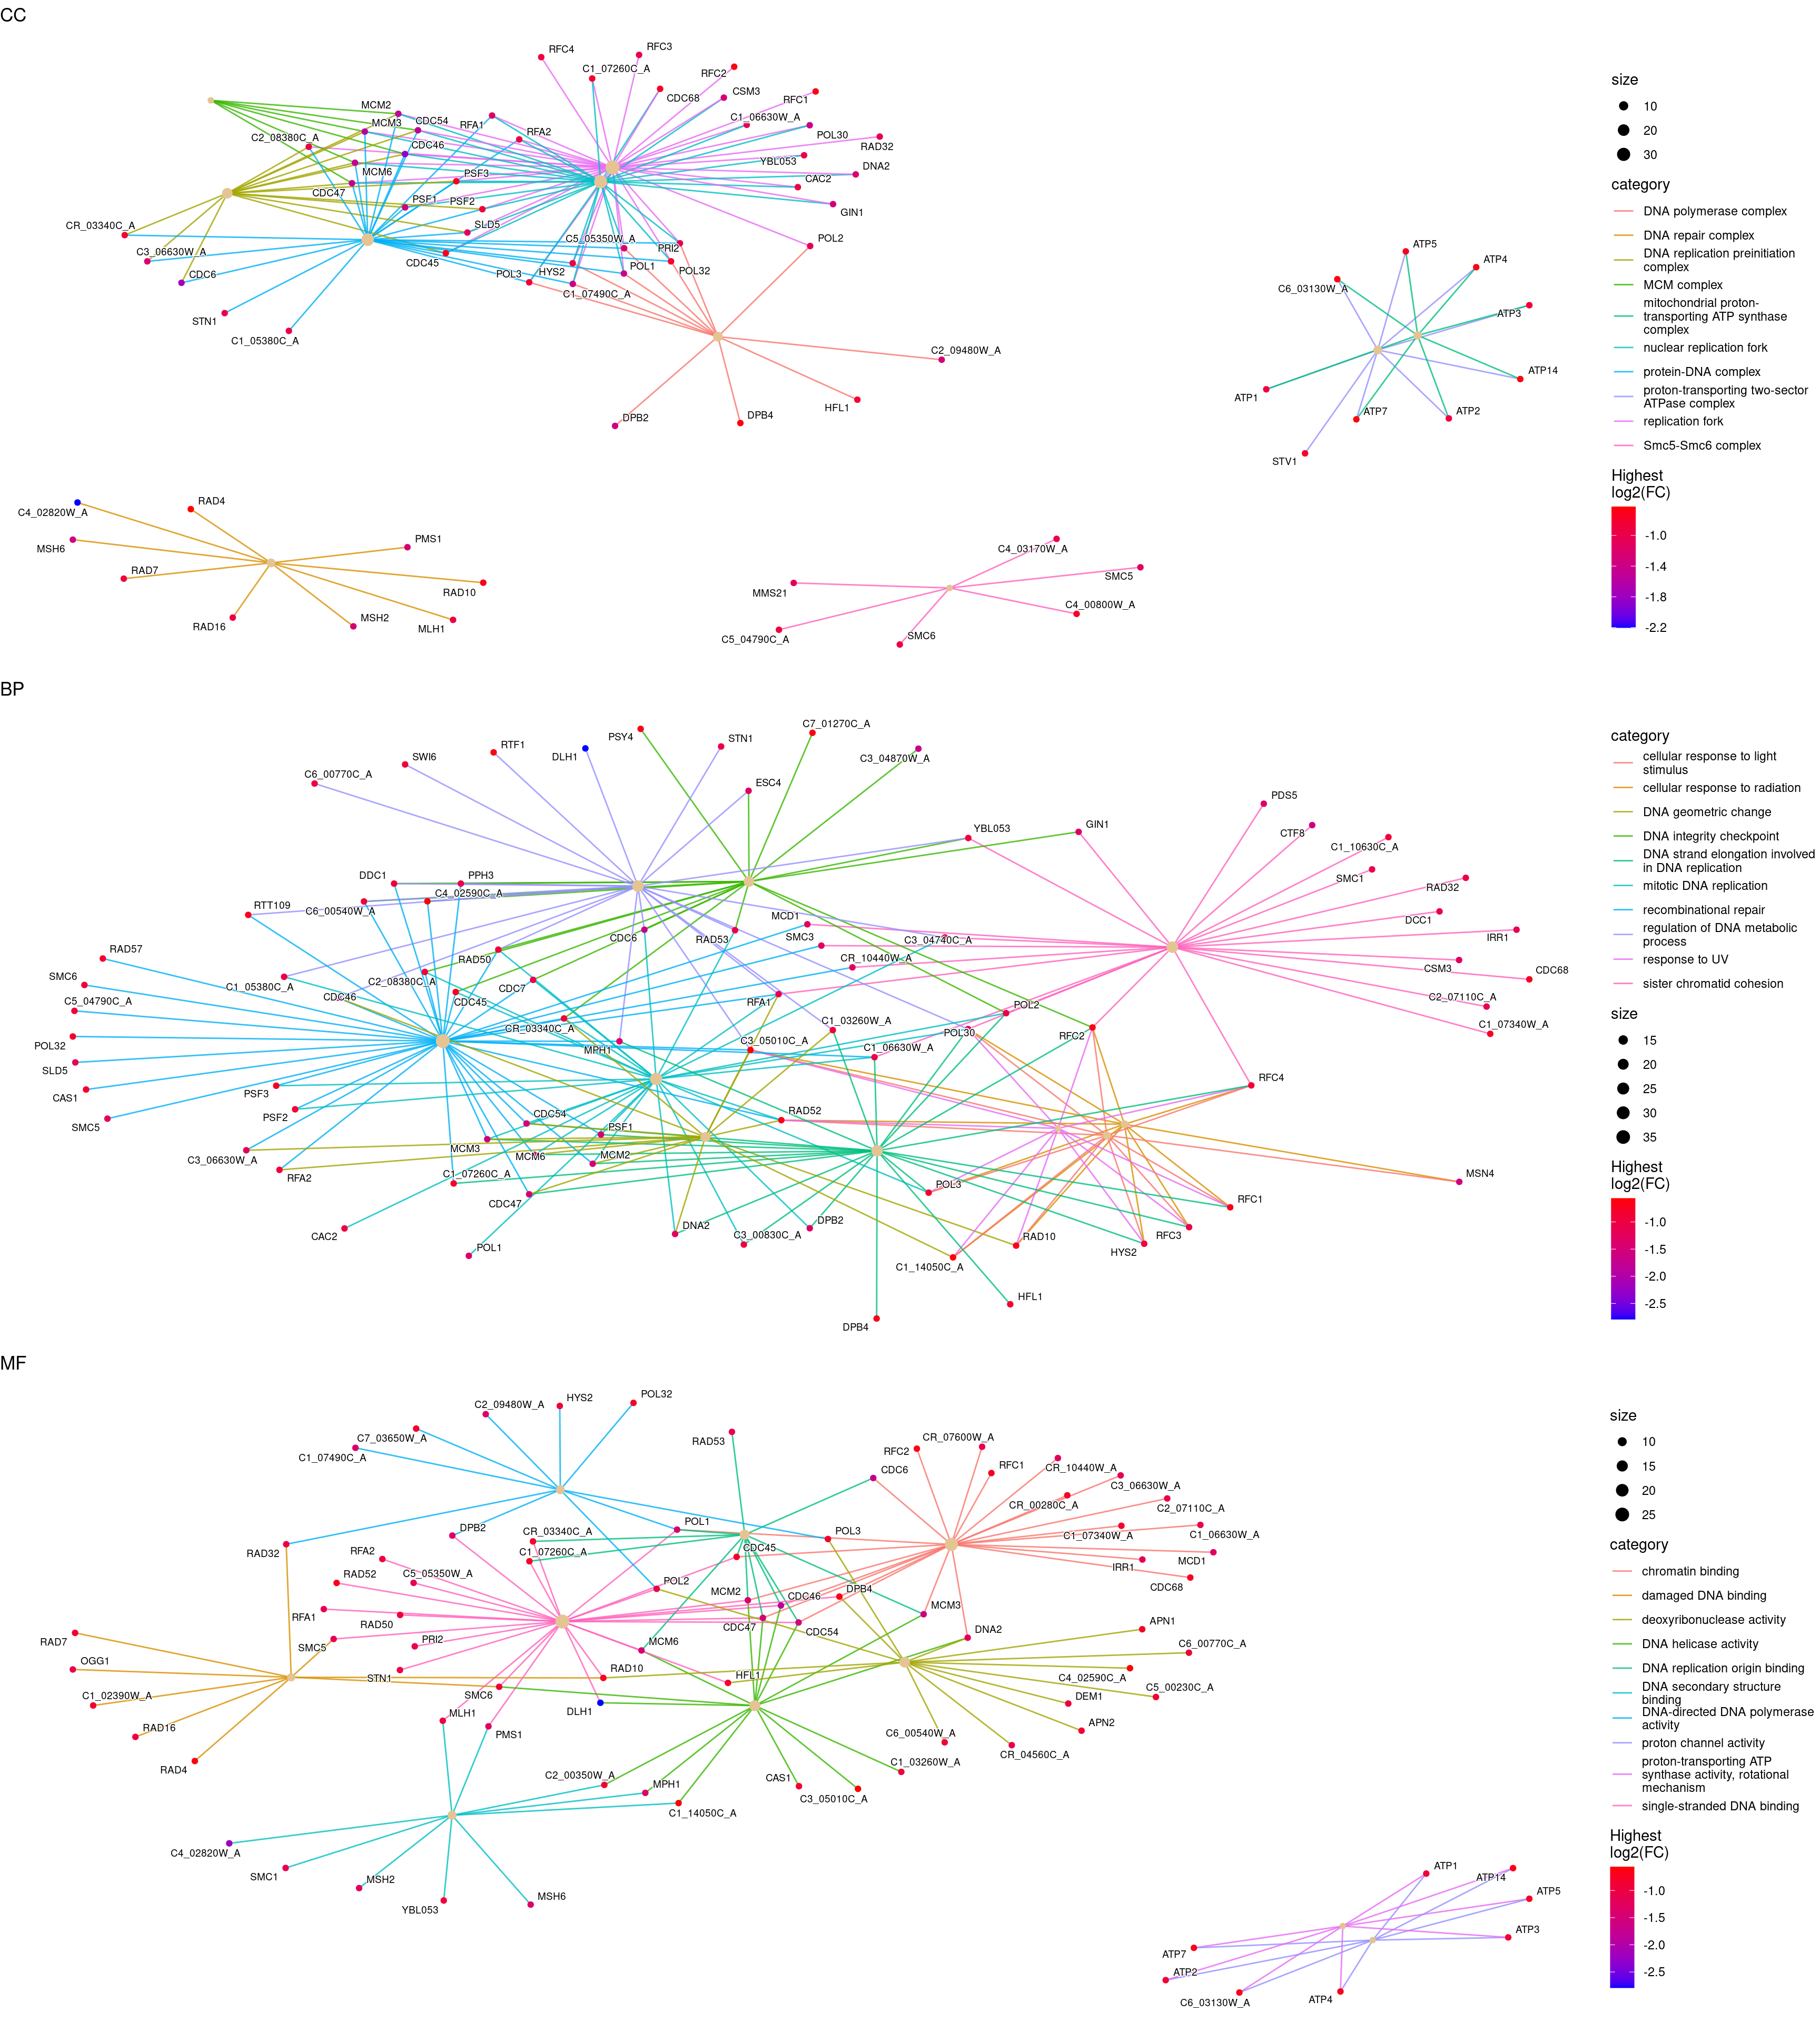 CC
RFC4
RFC3
C1_07260C_A
RFC2
CDC68
CSM3
RFC1
MCM2
MCM3
CDC54
RFA1
C1_06630W_A
C2_08380C_A
RFA2
POL30
CDC46
RAD32
YBL053
MCM6
PSF3
DNA2
CDC47
CAC2
PSF1
PSF2
GIN1
CR_03340C_A
SLD5
C5_05350W_A
PRI2
POL2
C3_06630W_A
CDC45
POL1
POL32
CDC6
POL3
HYS2
C1_07490C_A
STN1
C1_05380C_A
C2_09480W_A
HFL1
DPB2
DPB4
ATP5
ATP4
C6_03130W_A
ATP3
ATP14
ATP1
ATP7
ATP2
STV1
C4_02820W_A
RAD4
MSH6
PMS1
RAD7
RAD10
RAD16
MSH2
MLH1
C4_03170W_A
SMC5
MMS21
C4_00800W_A
C5_04790C_A
SMC6
size
10
20
30
category
DNA polymerase complex
DNA repair complex
DNA replication preinitiation
complex
MCM complex
mitochondrial proton-
transporting ATP synthase
complex
nuclear replication fork
protein-DNA complex
proton-transporting two-sector
ATPase complex
replication fork
Smc5-Smc6 complex
Highest
log2(FC)
-1.0
-1.4
-1.8
-2.2
BP
C7_01270C_A
PSY4
STN1
RTF1
DLH1
C3_04870W_A
SWI6
C6_00770C_A
ESC4
PDS5
YBL053
GIN1
CTF8
C1_10630C_A
DDC1
PPH3
SMC1
RAD32
C4_02590C_A
RTT109
C6_00540W_A
MCD1
DCC1
CDC6
RAD53
SMC3
C3_04740C_A
IRR1
RAD57
RAD50
CR_10440W_A
CSM3
CDC68
SMC6
C1_05380C_A
C2_08380C_A
CDC7
C5_04790C_A
CDC46
CDC45
RFA1
POL2
C2_07110C_A
CR_03340C_A
C1_03260W_A
POL30
RFC2
C1_07340W_A
POL32
MPH1
C3_05010C_A
C1_06630W_A
SLD5
RFC4
CAS1
PSF3
SMC5
PSF2
CDC54
PSF1
RAD52
C3_06630W_A
MCM3
MCM6
MCM2
RFA2
C1_07260C_A
MSN4
CDC47
POL3
RFC1
CAC2
DNA2
DPB2
C3_00830C_A
RAD10
HYS2
RFC3
POL1
C1_14050C_A
HFL1
DPB4
category
cellular response to light
stimulus
cellular response to radiation
DNA geometric change
DNA integrity checkpoint
DNA strand elongation involved
in DNA replication
mitotic DNA replication
recombinational repair
regulation of DNA metabolic
process
response to UV
sister chromatid cohesion
size
15
20
25
30
35
Highest
log2(FC)
-1.0
-1.5
-2.0
-2.5
MF
C2_09480W_A
HYS2
POL32
C7_03650W_A
C1_07490C_A
RAD53
RFC2
CR_07600W_A
CDC6
RFC1
CR_10440W_A
C3_06630W_A
CR_00280C_A
C2_07110C_A
DPB2
CR_03340C_A
POL1
POL3
C1_07340W_A
C1_06630W_A
RAD32
RFA2
C1_07260C_A
CDC45
IRR1
MCD1
RAD52
C5_05350W_A
POL2
CDC68
MCM2
CDC46
DPB4
RFA1
RAD50
CDC47
CDC54
MCM3
RAD7
SMC5
PRI2
MCM6
DNA2
APN1
OGG1
STN1
RAD10
HFL1
C6_00770C_A
C4_02590C_A
C1_02390W_A
SMC6
DLH1
DEM1
C5_00230C_A
RAD16
MLH1
PMS1
APN2
C6_00540W_A
CR_04560C_A
RAD4
C2_00350W_A
MPH1
CAS1
C1_03260W_A
C3_05010C_A
C1_14050C_A
C4_02820W_A
SMC1
MSH2
YBL053
MSH6
ATP1
ATP14
ATP5
ATP3
ATP7
ATP2
C6_03130W_A
ATP4
size
10
15
20
25
category
chromatin binding
damaged DNA binding
deoxyribonuclease activity
DNA helicase activity
DNA replication origin binding
DNA secondary structure
binding
DNA-directed DNA polymerase
activity
proton channel activity
proton-transporting ATP
synthase activity, rotational
mechanism
single-stranded DNA binding
Highest
log2(FC)
-1.0
-1.5
-2.0
-2.5